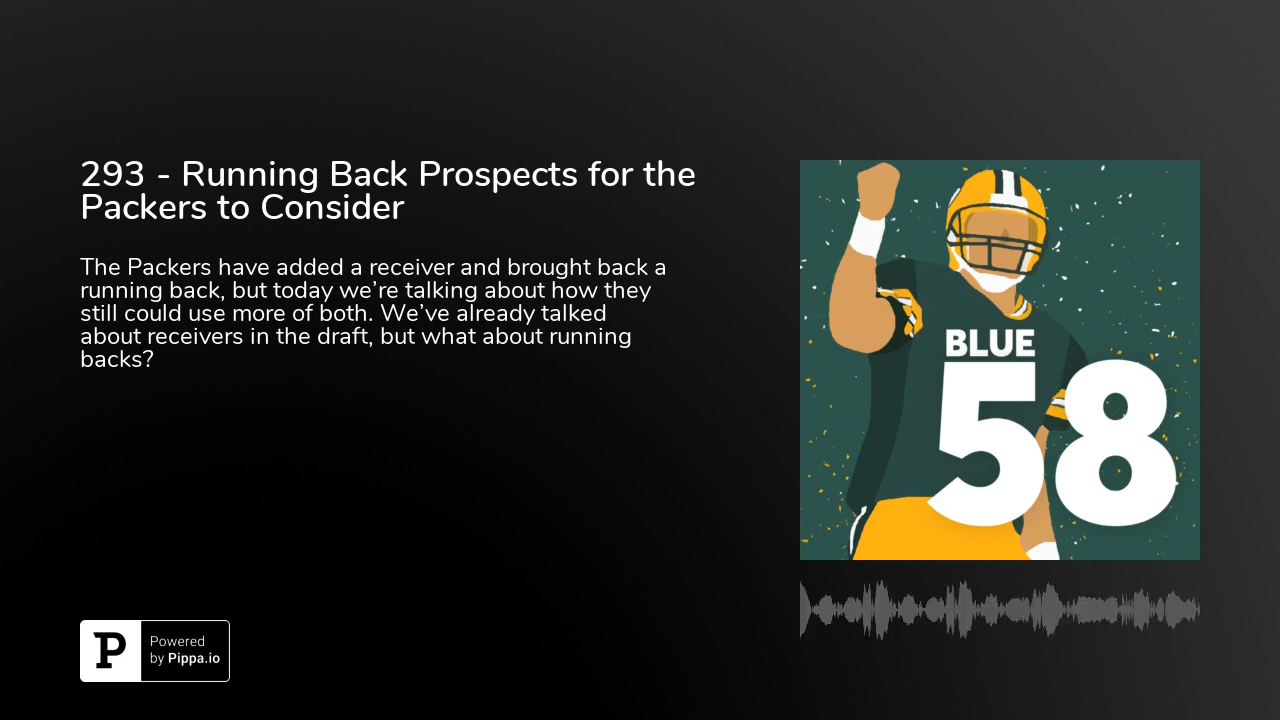 293 - Running Back Prospects for the
Packers to Consider
The Packers have added a receiver and brought back a
running back, but today we’re talking about how they
still could use more of both. We’ve already talked
about receivers in the draft, but what about running
backs?
BLUE
58
P
Powered
by Pippa.io